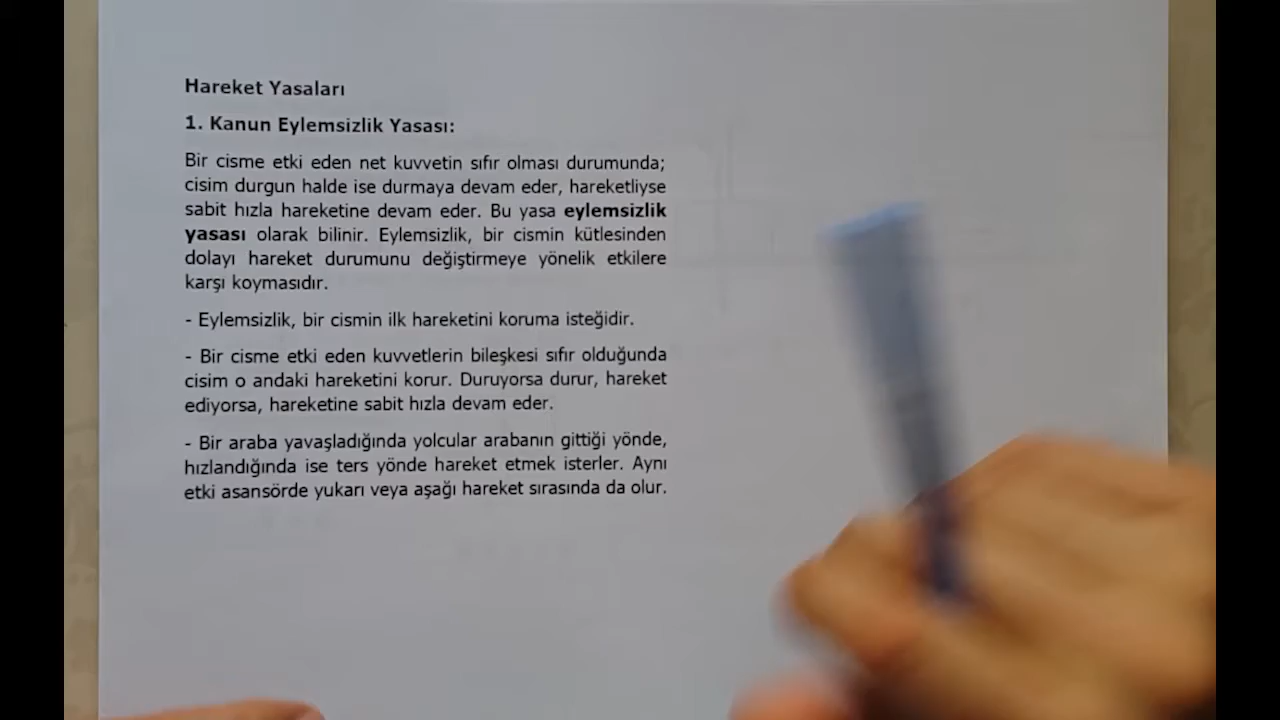 Hareket Yasaları
1. Kanun Eylemsizlik Yasası:
Bir cisme etki eden net kuvvetin sıfır olması durumunda;
cisim durgun halde ise durmaya devam eder, hareketliyse
sabit hızla hareketine devam eder. Bu yasa eylemsizlik
yasası olarak bilinir. Eylemsizlik, bir cismin kütlesinden
dolayı hareket durumunu değiştirmeye yönelik etkilere
karşı koymasıdır.
- Eylemsizlik, bir cismin ilk hareketini koruma isteğidir.
- Bir cisme etki eden kuvvetlerin bileşkesi sıfır olduğunda
cisim o andaki hareketini korur. Duruyorsa durur, hareket
ediyorsa, hareketine sabit hızla devam eder.
- Bir araba yavaşladığında yolcular arabanın gittiği yönde,
hızlandığında ise ters yönde hareket etmek isterler. Aynı
etki asansörde yukarı veya aşağı hareket sırasında da olur.